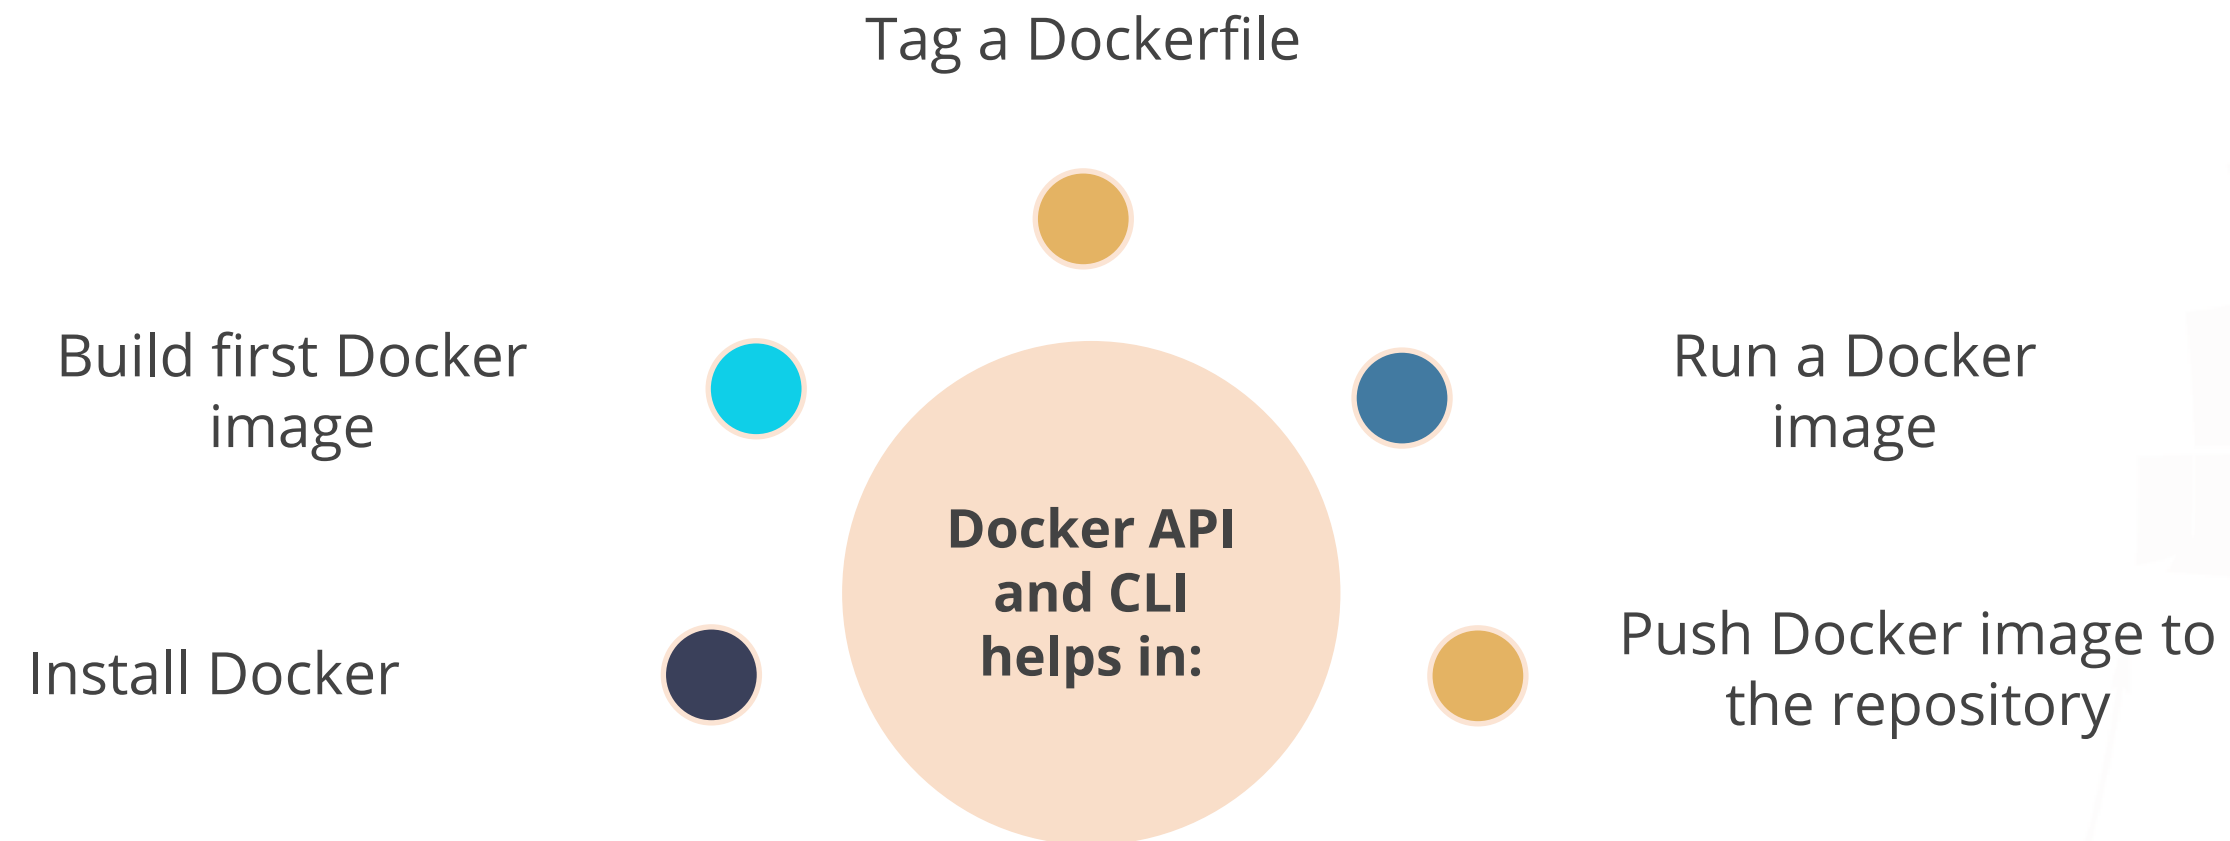 Tag a Dockerfile
Build first Docker
image
Run a Docker
image
Docker API
and CLI
helps in:
Install Docker
Push Docker image to
the repository